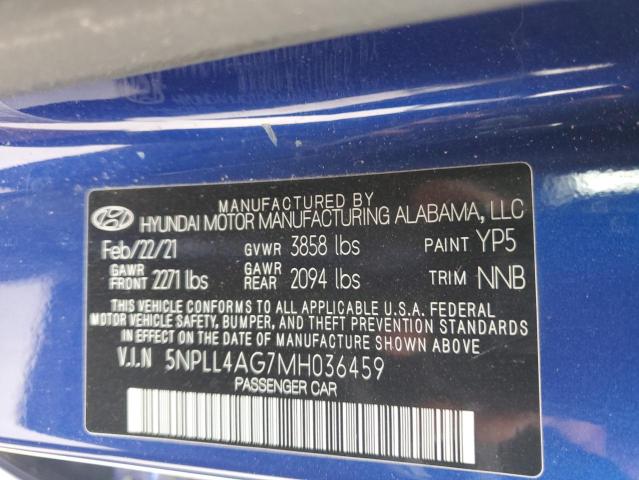 MANUFACTURED BY
HYUNDAI MOTOR MANUFACTURING ALABAMA, LLC
Feb/22/21 GVWR 3858 lbs PAINT YP5
GAWR FRONT 2271 lbs GAWR REAR 2094 lbs TRIM NNB
THIS VEHICLE CONFORMS TO ALL APPLICABLE U.S.A. FEDERAL
MOTOR VEHICLE SAFETY, BUMPER, AND THEFT PREVENTION STANDARDS
IN EFFECT ON THE DATE OF MANUFACTURE SHOWN ABOVE.
V.I.N 5NPLL4AG7MH036459
PASSENGER CAR